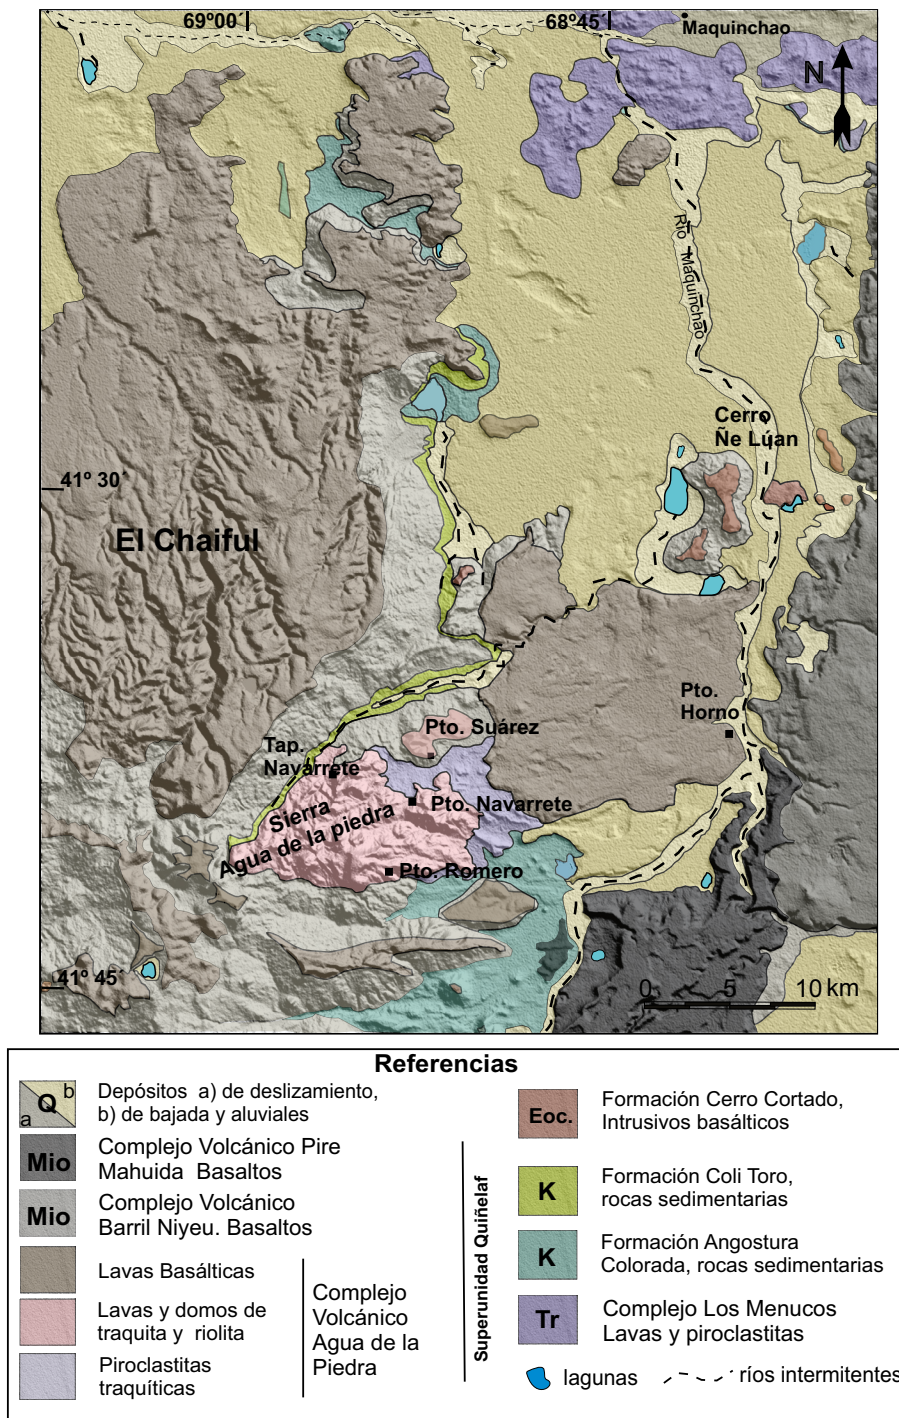 69º00´
68º45´
Maquinchao
N
Río Maquinchao
Cerro
Ñe Lúan
41º 30´
El Chaiful
Pto.
Horno
Pto. Suárez
Tap.
Navarrete
Pto. Navarrete
Sierra
Agua de la piedra
Pto. Romero
41º 45´
0 5 10 km
Referencias
Q
a
b
Depósitos a) de deslizamiento,
b) de bajada y aluviales
Mio
Complejo Volcánico Pire
Mahuida Basaltos
Mio
Complejo Volcánico
Barril Niyeu. Basaltos
Lavas Basálticas
Lavas y domos de
traquita y riolita
Piroclastitas
traquíticas
Complejo
Volcánico
Agua de la
Piedra
Superunidad Quiñelaf
Eoc.
Formación Cerro Cortado,
Intrusivos basálticos
K
Formación Coli Toro,
rocas sedimentarias
K
Formación Angostura
Colorada, rocas sedimentarias
Tr
Complejo Los Menucos
Lavas y piroclastitas
lagunas
ríos intermitentes